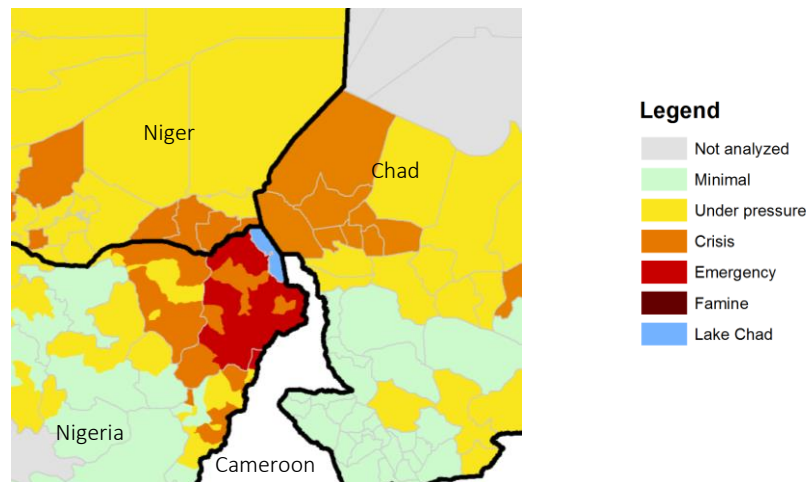 Niger
Chad
Nigeria
Cameroon
Legend
Not analyzed
Minimal
Under pressure
Crisis
Emergency
Famine
Lake Chad